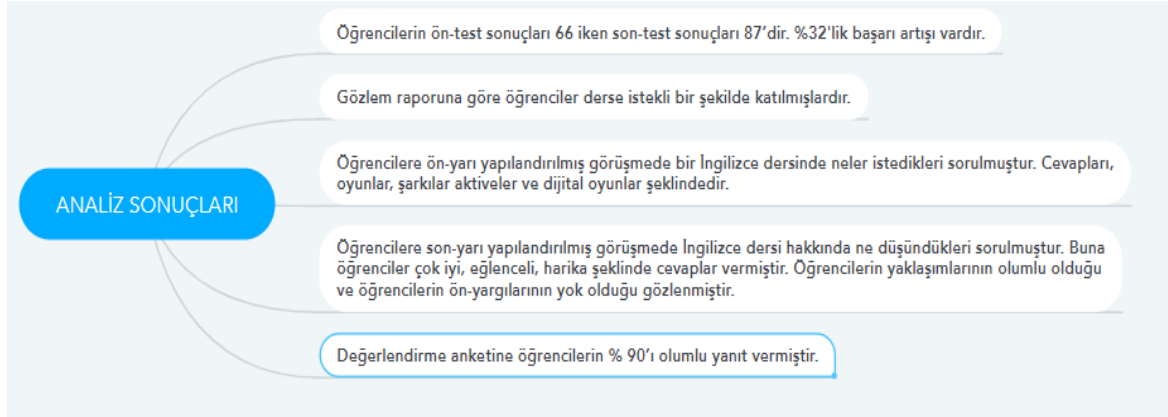 Öğrencilerin ön-test sonuçları 66 iken son-test sonuçları 87’dir. %32'lik başarı artışı vardır.
Gözlem raporuna göre öğrenciler derse istekli bir şekilde katılmışlardır.
Öğrencilere ön-yarı yapılandırılmış görüşmede bir İngilizce dersinde neler istedikleri sorulmuştur. Cevapları,
oyunlar, şarkılar aktiveler ve dijital oyunlar şeklindedir.
ANALİZ SONUÇLARI
Öğrencilere son-yarı yapılandırılmış görüşmede İngilizce dersi hakkında ne düşündükleri sorulmuştur. Buna
öğrenciler çok iyi, eğlenceli, harika şeklinde cevaplar vermiştir. Öğrencilerin yaklaşımlarının olumlu olduğu
ve öğrencilerin ön-yargılarının yok olduğu gözlenmiştir.
Değerlendirme anketine öğrencilerin % 90’ı olumlu yanıt vermiştir.